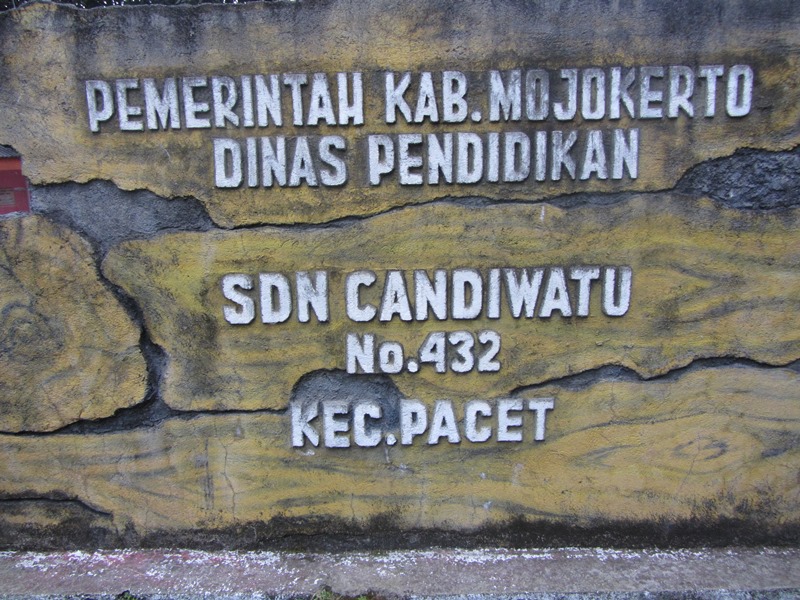 PEMERINTAH KAB. MOJOKERTO
DINAS PENDIDIKAN
SDN CANDIWATU
No.432
KEC.PACET